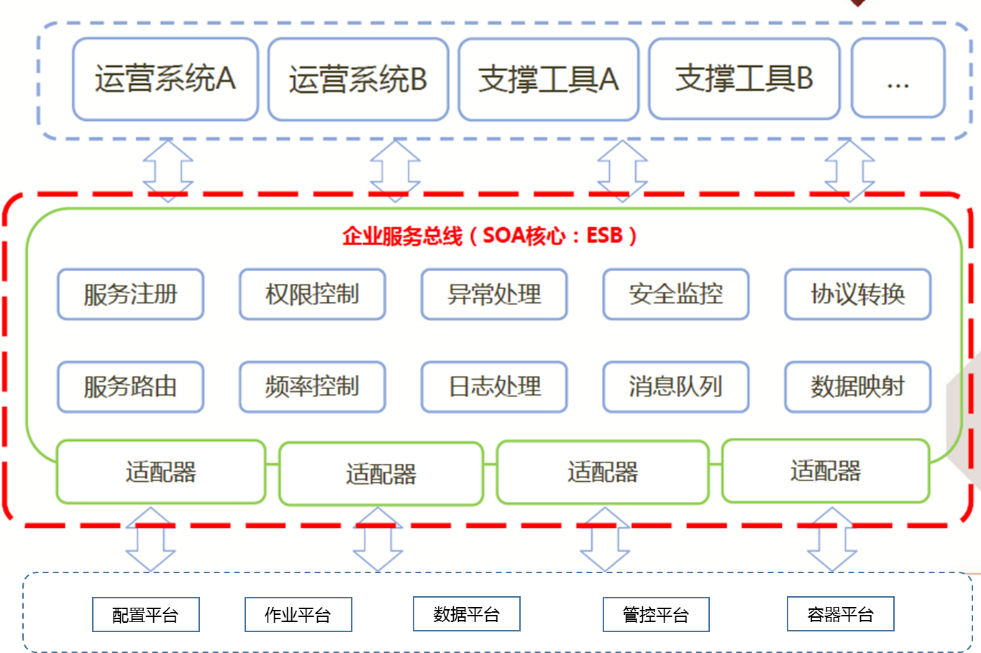 运营系统A 运营系统B 支撑工具A 支撑工具B ...
企业服务总线（SOA核心：ESB）
服务注册 权限控制 异常处理 安全监控 协议转换
服务路由 频率控制 日志处理 消息队列 数据映射
适配器 适配器 适配器 适配器
配置平台 作业平台 数据平台 管控平台 容器平台